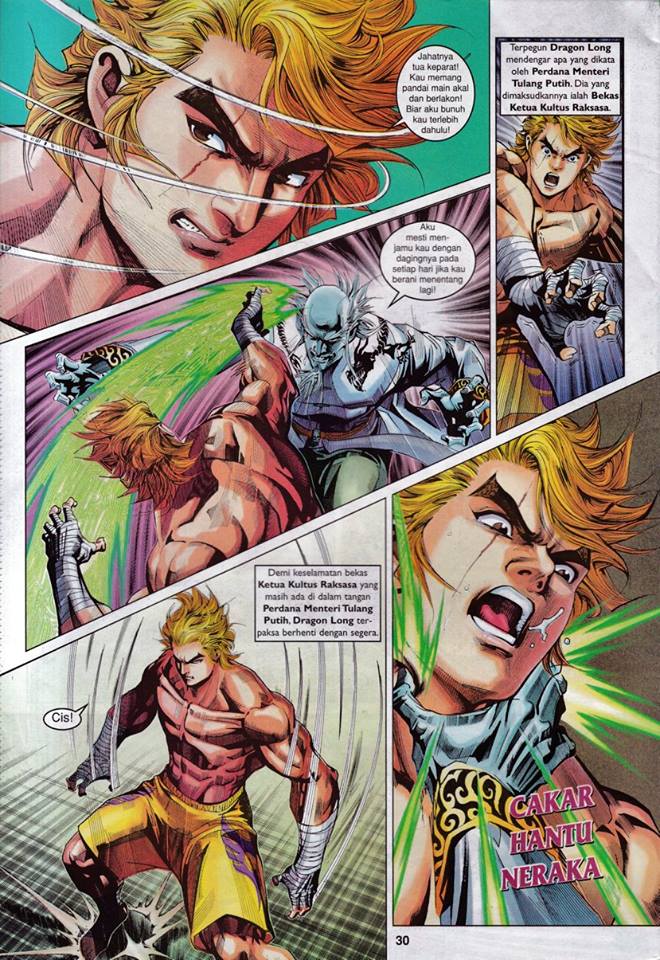 Jahatnya
tua keparat!
Kau memang
pandai main akal
dan berlakon!
Biar aku bunuh
kau terlebih
dahulu!
Terpegun Dragon Long
mendengar apa yang dikata
oleh Perdana Menteri
Tulang Putih. Dia yang
dimaksudkannya ialah Bekas
Ketua Kultus Raksasa.
Aku
mesti men-
jamu kau dengan
dagingnya pada
setiap hari jika kau
berani menentang
lagi!
Demi keselamatan bekas
Ketua Kultus Raksasa yang
masih ada di dalam tangan
Perdana Menteri Tulang
Putih, Dragon Long ter-
paksa berhenti dengan segera.
Cis!
CAKAR
HANTU
NERAKA
30